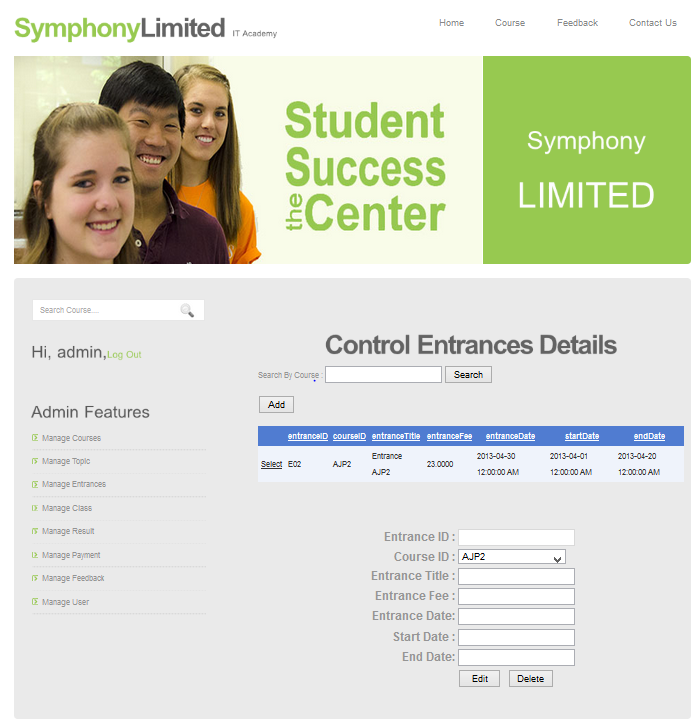 SymphonyLimited IT Academy
Home Course Feedback Contact Us
Student
Success
the Center
Symphony
LIMITED
Search Course...
Hi, admin,Log Out
Admin Features
Manage Courses
Manage Topic
Manage Entrances
Manage Class
Manage Result
Manage Payment
Manage Feedback
Manage User
Control Entrances Details
Search By Course : Search
Add
entranceID courseID entranceTitle entranceFee entranceDate startDate endDate
Select E02 AJP2 Entrance AJP2 23.0000 2013-04-30 12:00:00 AM 2013-04-01 12:00:00 AM 2013-04-20 12:00:00 AM
Entrance ID :
Course ID : AJP2
Entrance Title :
Entrance Fee :
Entrance Date:
Start Date :
End Date:
Edit Delete